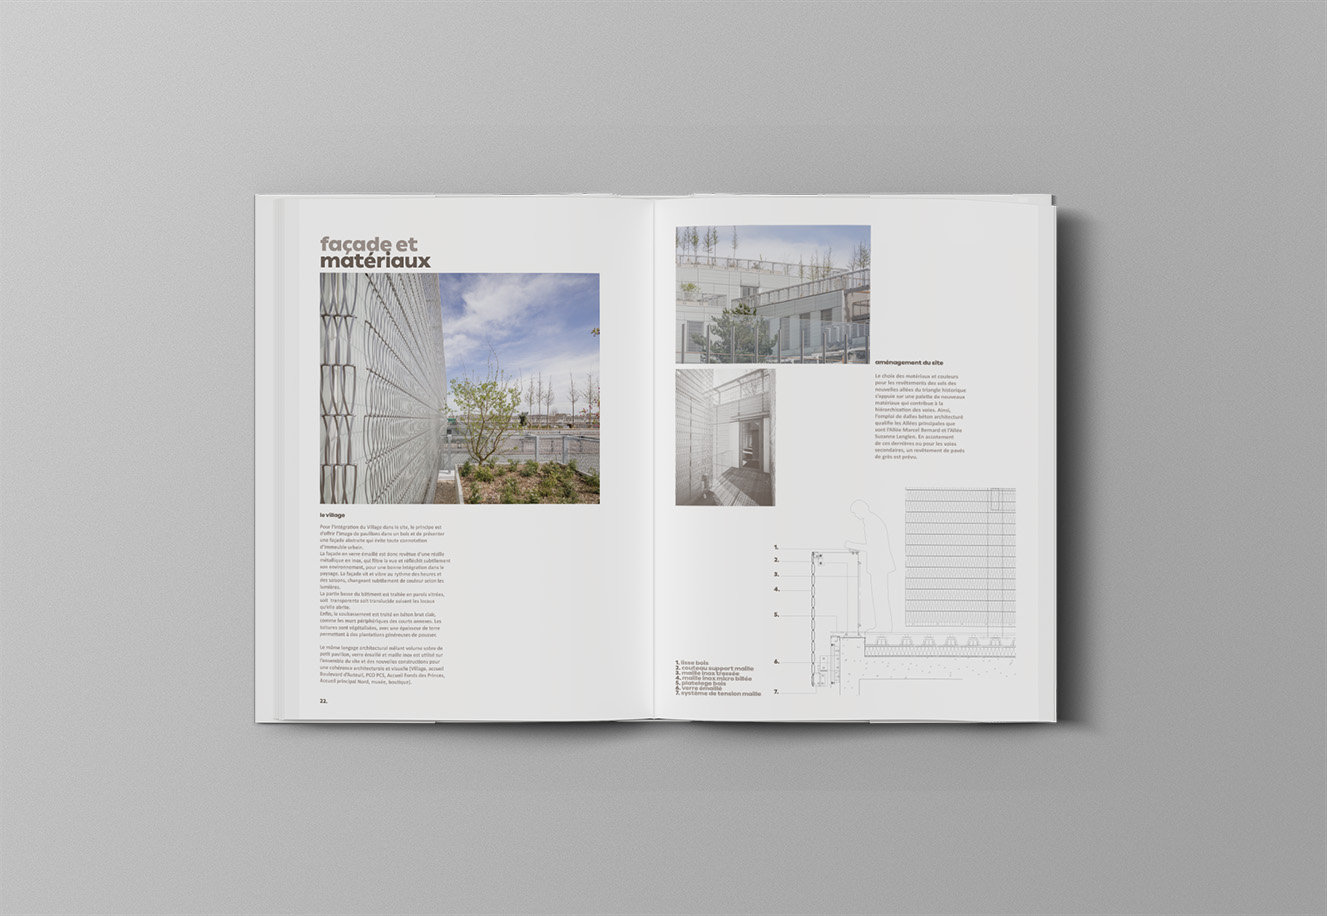 façade et
matériaux
le village
Pour l'intégration du Village dans le site, le principe est
d'offrir l'image de pavillons dans un bois et de présenter
une façade abstraite qui évite toute connotation
d'immeuble urbain.
La façade en verre émaillé est donc revêtue d'une résille
métallique en inox, qui filtre la vue et réfléchit subtilement
son environnement, pour une bonne intégration dans le
paysage. La façade vit et vibre au rythme des heures et
des saisons, changeant subtilement de couleur selon les
lumières.
La partie basse du bâtiment est traitée en parois vitrées,
soit transparente soit translucide suivant les locaux
qu'elle abrite.
Enfin, le soubassement est traité en béton brut clair,
comme les murs périphériques des courts annexes. Les
toitures sont végétalisées, avec une épaisseur de terre
permettant à des plantations généreuses de pousser.
Le même langage architectural mêlant volume sobre de
petit pavillon, verre émaillé et maille inox est utilisé sur
l'ensemble du site et des nouvelles constructions pour
une cohérence architecturale et visuelle (Village, accueil
Boulevard d'Auteuil, PCO PCS, Accueil Fonds des Princes,
Accueil principal Nord, musée, boutique).
22.
aménagement du site
Le choix des matériaux et couleurs
pour les revêtements des sols des
nouvelles allées du triangle historique
s'appuie sur une palette de nouveaux
matériaux qui contribue à la
hiérarchisation des voies. Ainsi,
l'emploi de dalles béton architecturé
qualifie les Allées principales que
sont l'Allée Marcel Bernard et l'Allée
Suzanne Lenglen. En accotement
de ces dernières ou pour les voies
secondaires, un revêtement de pavés
de grès est prévu.
1.
2.
3.
4.
5.
6.
7.
1. lisse bois
2. couteau support maille
3. maille inox tressée
4. maille inox micro billée
5. platelage bois
6. verre émaillé
7. système de tension maille